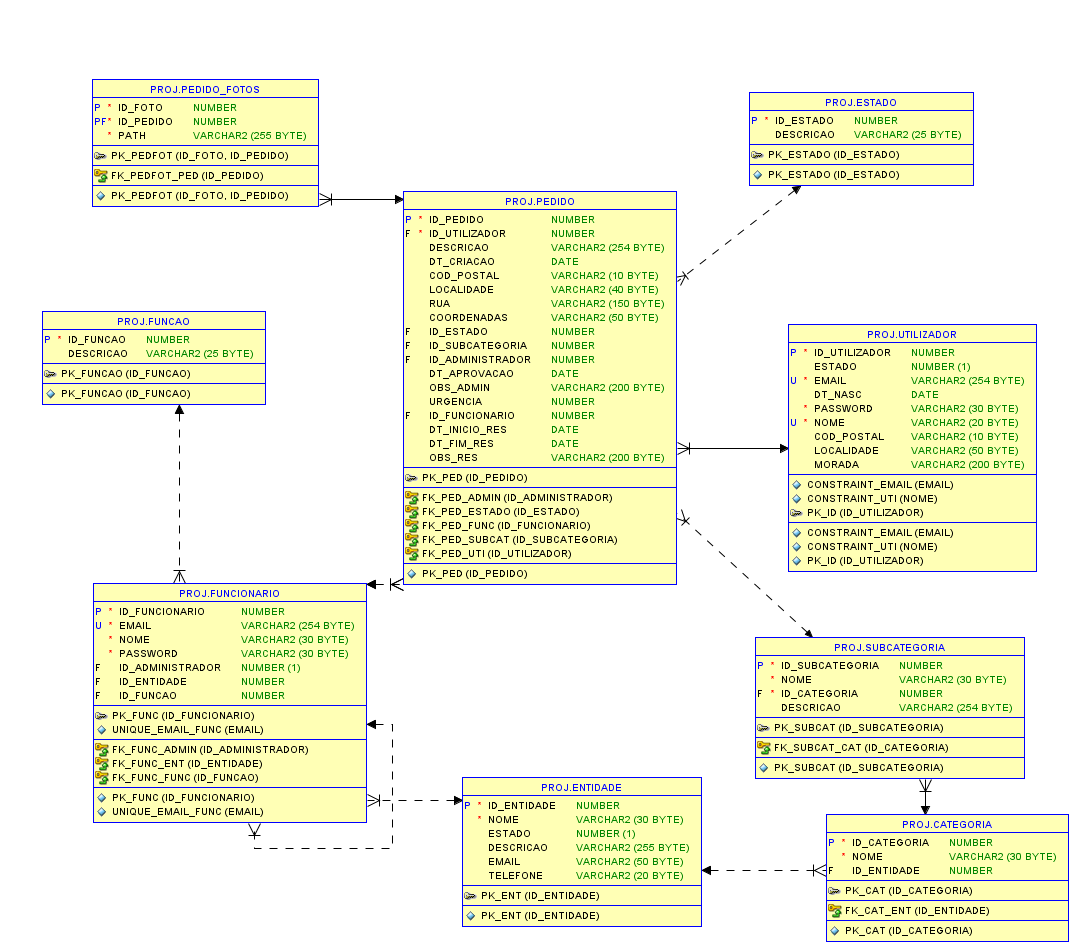 PROJ.PEDIDO_FOTOS
P * ID_FOTO NUMBER
PF* ID_PEDIDO NUMBER
* PATH VARCHAR2 (255 BYTE)
PK_PEDFOT (ID_FOTO, ID_PEDIDO)
FK_PEDFOT_PED (ID_PEDIDO)
PK_PEDFOT (ID_FOTO, ID_PEDIDO)
PROJ.ESTADO
P * ID_ESTADO NUMBER
DESCRICAO VARCHAR2 (25 BYTE)
PK_ESTADO (ID_ESTADO)
PK_ESTADO (ID_ESTADO)
PROJ.PEDIDO
P * ID_PEDIDO NUMBER
F * ID_UTILIZADOR NUMBER
DESCRICAO VARCHAR2 (254 BYTE)
DT_CRIACAO DATE
COD_POSTAL VARCHAR2 (10 BYTE)
LOCALIDADE VARCHAR2 (40 BYTE)
RUA VARCHAR2 (150 BYTE)
COORDENADAS VARCHAR2 (50 BYTE)
F ID_ESTADO NUMBER
F ID_SUBCATEGORIA NUMBER
F ID_ADMINISTRADOR NUMBER
DT_APROVACAO DATE
OBS_ADMIN VARCHAR2 (200 BYTE)
URGENCIA NUMBER
F ID_FUNCIONARIO NUMBER
DT_INICIO_RES DATE
DT_FIM_RES DATE
OBS_RES VARCHAR2 (200 BYTE)
PK_PED (ID_PEDIDO)
FK_PED_ADMIN (ID_ADMINISTRADOR)
FK_PED_ESTADO (ID_ESTADO)
FK_PED_FUNC (ID_FUNCIONARIO)
FK_PED_SUBCAT (ID_SUBCATEGORIA)
FK_PED_UTI (ID_UTILIZADOR)
PK_PED (ID_PEDIDO)
PROJ.FUNCAO
P * ID_FUNCAO NUMBER
DESCRICAO VARCHAR2 (25 BYTE)
PK_FUNCAO (ID_FUNCAO)
PK_FUNCAO (ID_FUNCAO)
PROJ.UTILIZADOR
P * ID_UTILIZADOR NUMBER
ESTADO NUMBER (1)
U * EMAIL VARCHAR2 (254 BYTE)
DT_NASC DATE
* PASSWORD VARCHAR2 (30 BYTE)
U * NOME VARCHAR2 (20 BYTE)
COD_POSTAL VARCHAR2 (10 BYTE)
LOCALIDADE VARCHAR2 (50 BYTE)
MORADA VARCHAR2 (200 BYTE)
CONSTRAINT_EMAIL (EMAIL)
CONSTRAINT_UTI (NOME)
PK_ID (ID_UTILIZADOR)
CONSTRAINT_EMAIL (EMAIL)
CONSTRAINT_UTI (NOME)
PK_ID (ID_UTILIZADOR)
PROJ.FUNCIONARIO
P * ID_FUNCIONARIO NUMBER
U * EMAIL VARCHAR2 (254 BYTE)
* NOME VARCHAR2 (30 BYTE)
* PASSWORD VARCHAR2 (30 BYTE)
F ID_ADMINISTRADOR NUMBER (1)
F ID_ENTIDADE NUMBER
F ID_FUNCAO NUMBER
PK_FUNC (ID_FUNCIONARIO)
UNIQUE_EMAIL_FUNC (EMAIL)
FK_FUNC_ADMIN (ID_ADMINISTRADOR)
FK_FUNC_ENT (ID_ENTIDADE)
FK_FUNC_FUNC (ID_FUNCAO)
PK_FUNC (ID_FUNCIONARIO)
UNIQUE_EMAIL_FUNC (EMAIL)
PROJ.SUBCATEGORIA
P * ID_SUBCATEGORIA NUMBER
* NOME VARCHAR2 (30 BYTE)
F * ID_CATEGORIA NUMBER
DESCRICAO VARCHAR2 (254 BYTE)
PK_SUBCAT (ID_SUBCATEGORIA)
FK_SUBCAT_CAT (ID_CATEGORIA)
PK_SUBCAT (ID_SUBCATEGORIA)
PROJ.ENTIDADE
P * ID_ENTIDADE NUMBER
* NOME VARCHAR2 (30 BYTE)
ESTADO NUMBER (1)
DESCRICAO VARCHAR2 (255 BYTE)
EMAIL VARCHAR2 (50 BYTE)
TELEFONE VARCHAR2 (20 BYTE)
PK_ENT (ID_ENTIDADE)
PK_ENT (ID_ENTIDADE)
PROJ.CATEGORIA
P * ID_CATEGORIA NUMBER
* NOME VARCHAR2 (30 BYTE)
F ID_ENTIDADE NUMBER
PK_CAT (ID_CATEGORIA)
FK_CAT_ENT (ID_ENTIDADE)
PK_CAT (ID_CATEGORIA)